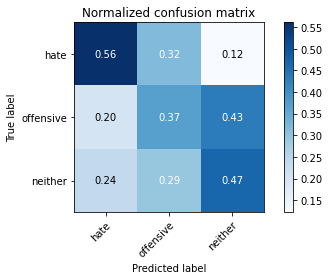 Normalized confusion matrix
hate 0.56 0.32 0.12
offensive 0.20 0.37 0.43
neither 0.24 0.29 0.47
hate offensive neither
True label
Predicted label
0.55
0.50
0.45
0.40
0.35
0.30
0.25
0.20
0.15